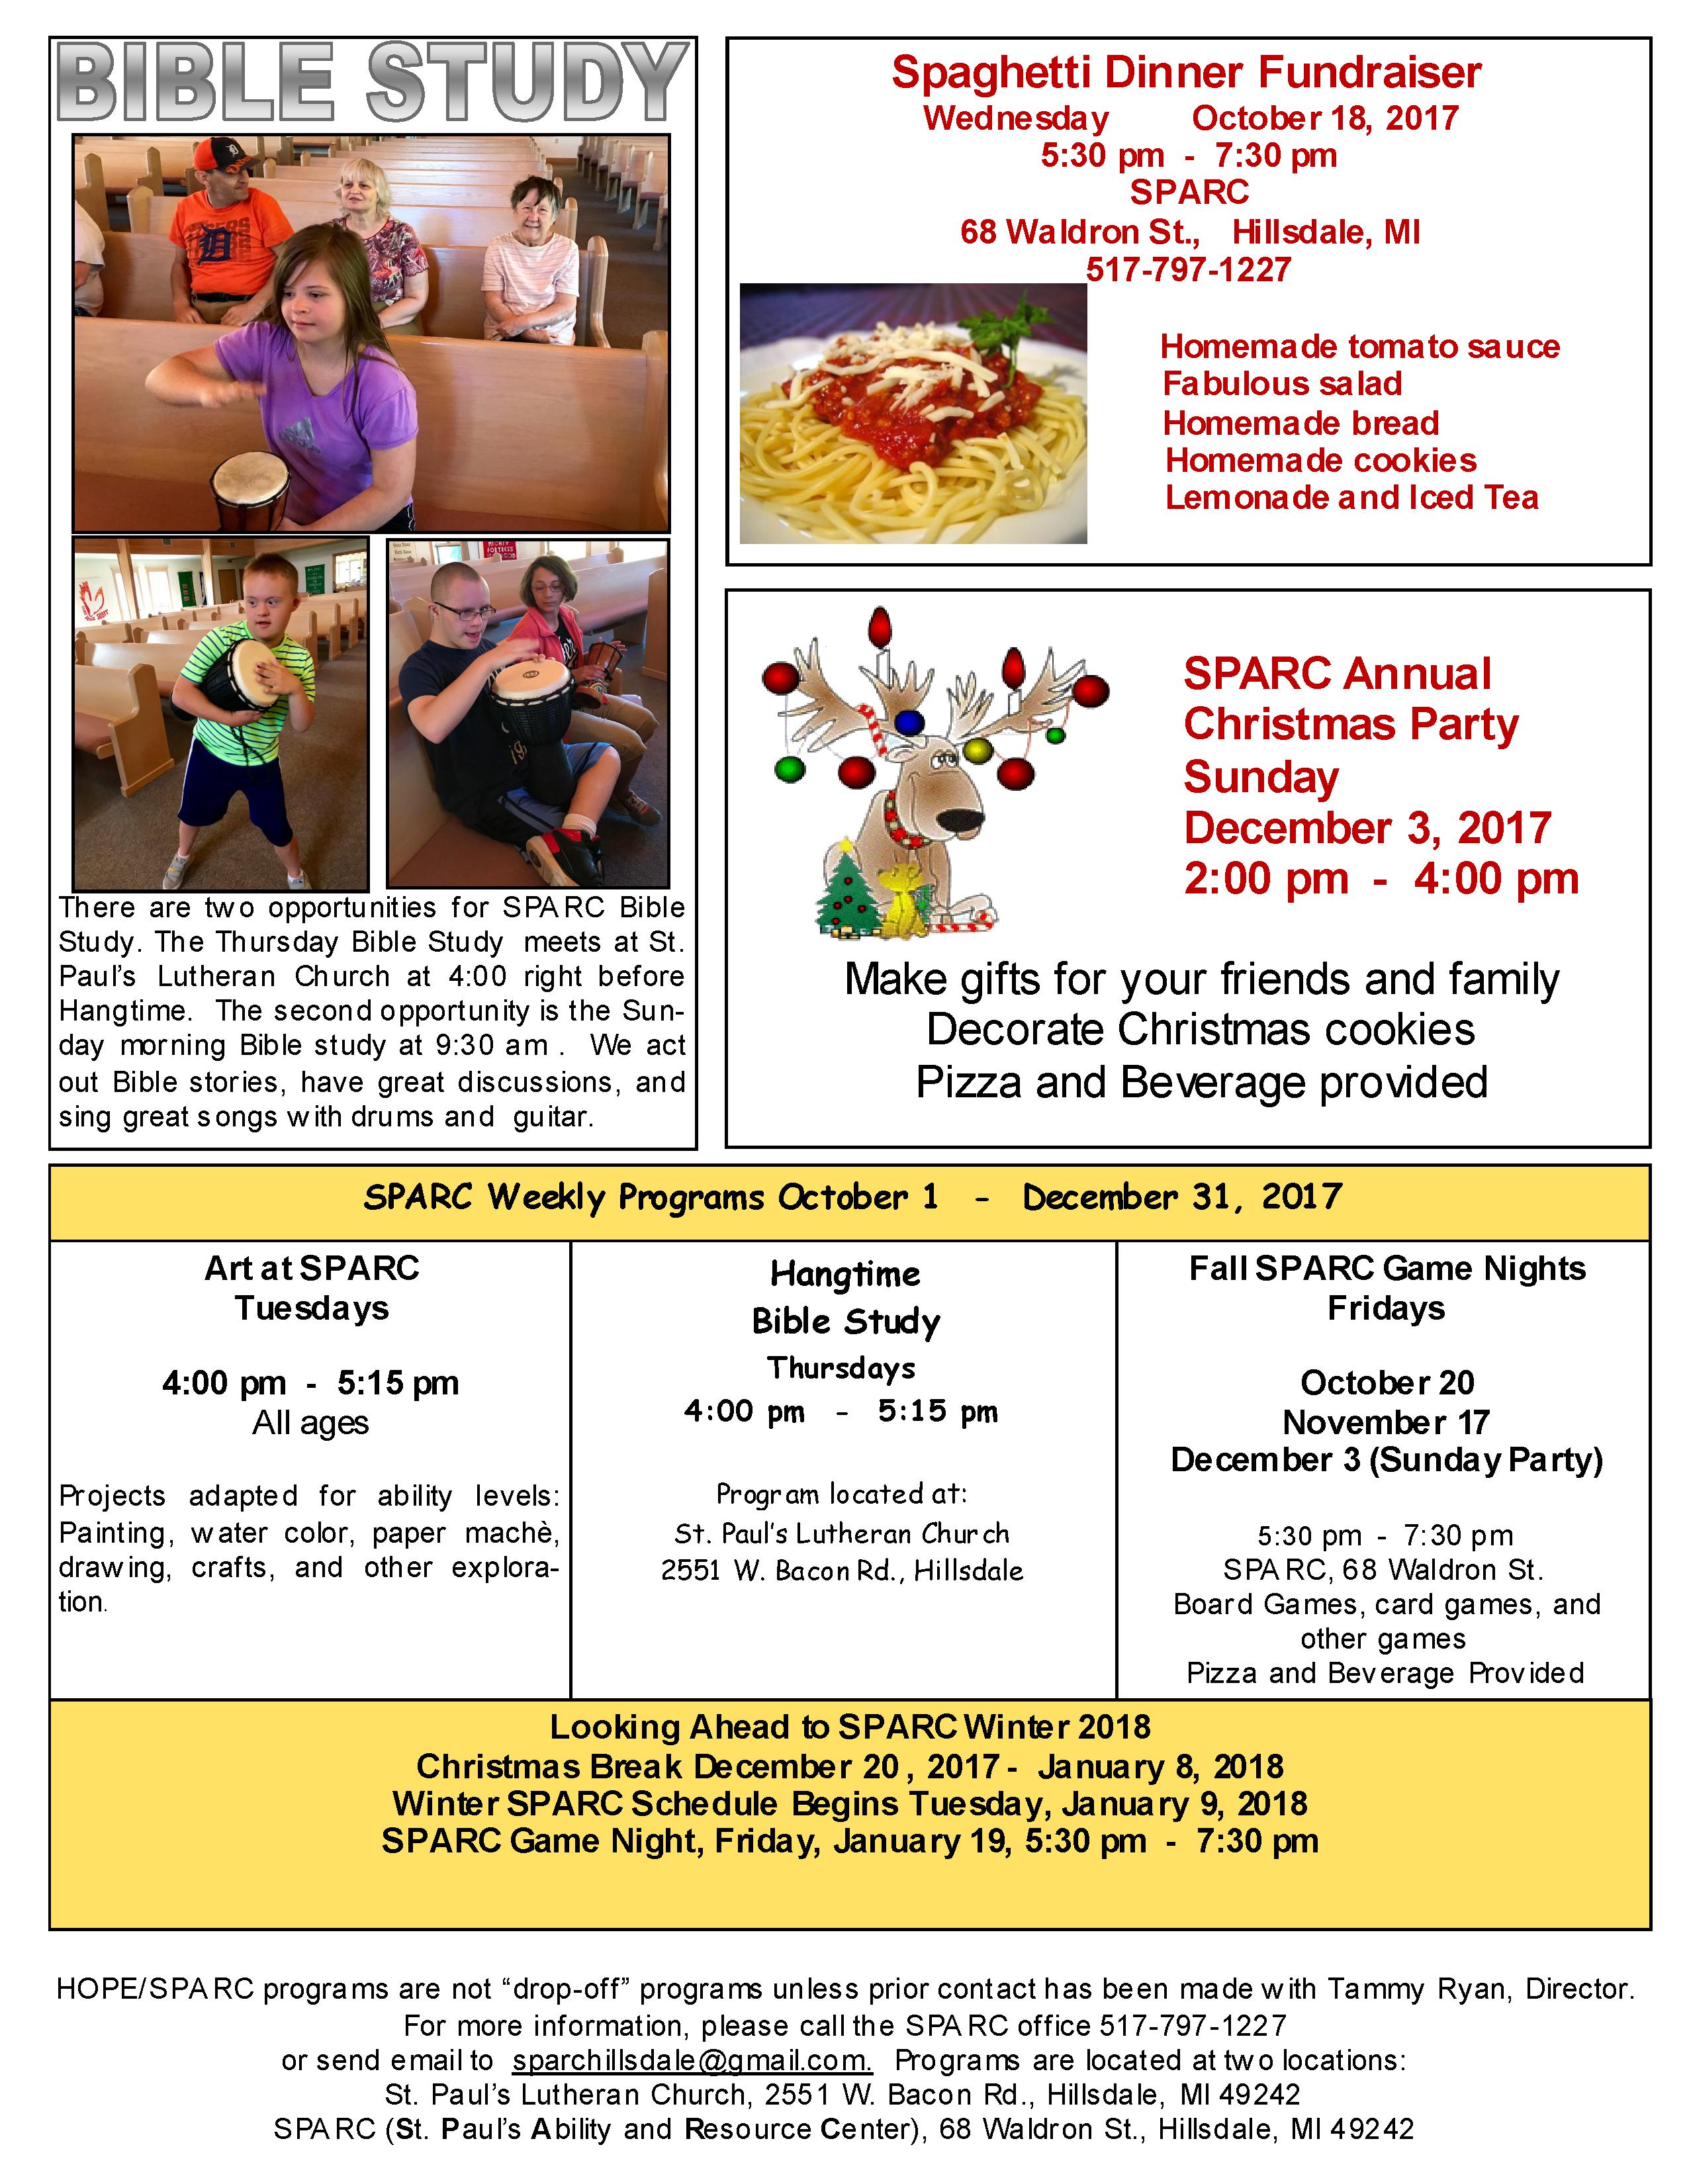 BIBLE STUDY
There are two opportunities for SPARC Bible
Study. The Thursday Bible Study meets at St.
Paul's Lutheran Church at 4:00 right before
Hangtime. The second opportunity is the Sun-
day morning Bible study at 9:30 am . We act
out Bible stories, have great discussions, and
sing great songs with drums and guitar.
Spaghetti Dinner Fundraiser
Wednesday October 18, 2017
5:30 pm - 7:30 pm
SPARC
68 Waldron St., Hillsdale, MI
517-797-1227
Homemade tomato sauce
Fabulous salad
Homemade bread
Homemade cookies
Lemonade and Iced Tea
SPARC Annual
Christmas Party
Sunday
December 3, 2017
2:00 pm - 4:00 pm
Make gifts for your friends and family
Decorate Christmas cookies
Pizza and Beverage provided
SPARC Weekly Programs October 1 - December 31, 2017
Art at SPARC
Tuesdays
4:00 pm - 5:15 pm
All ages
Projects adapted for ability levels:
Painting, water color, paper machè,
drawing, crafts, and other explora-
tion.
Hangtime
Bible Study
Thursdays
4:00 pm - 5:15 pm
Program located at:
St. Paul's Lutheran Church
2551 W. Bacon Rd., Hillsdale
Fall SPARC Game Nights
Fridays
October 20
November 17
December 3 (Sunday Party)
5:30 pm - 7:30 pm
SPARC, 68 Waldron St.
Board Games, card games, and
other games
Pizza and Beverage Provided
Looking Ahead to SPARC Winter 2018
Christmas Break December 20 , 2017 - January 8, 2018
Winter SPARC Schedule Begins Tuesday, January 9, 2018
SPARC Game Night, Friday, January 19, 5:30 pm - 7:30 pm
HOPE/SPARC programs are not “drop-off” programs unless prior contact has been made with Tammy Ryan, Director.
For more information, please call the SPARC office 517-797-1227
or send email to sparchillsdale@gmail.com. Programs are located at two locations:
St. Paul's Lutheran Church, 2551 W. Bacon Rd., Hillsdale, MI 49242
SPARC (St. Paul's Ability and Resource Center), 68 Waldron St., Hillsdale, MI 49242